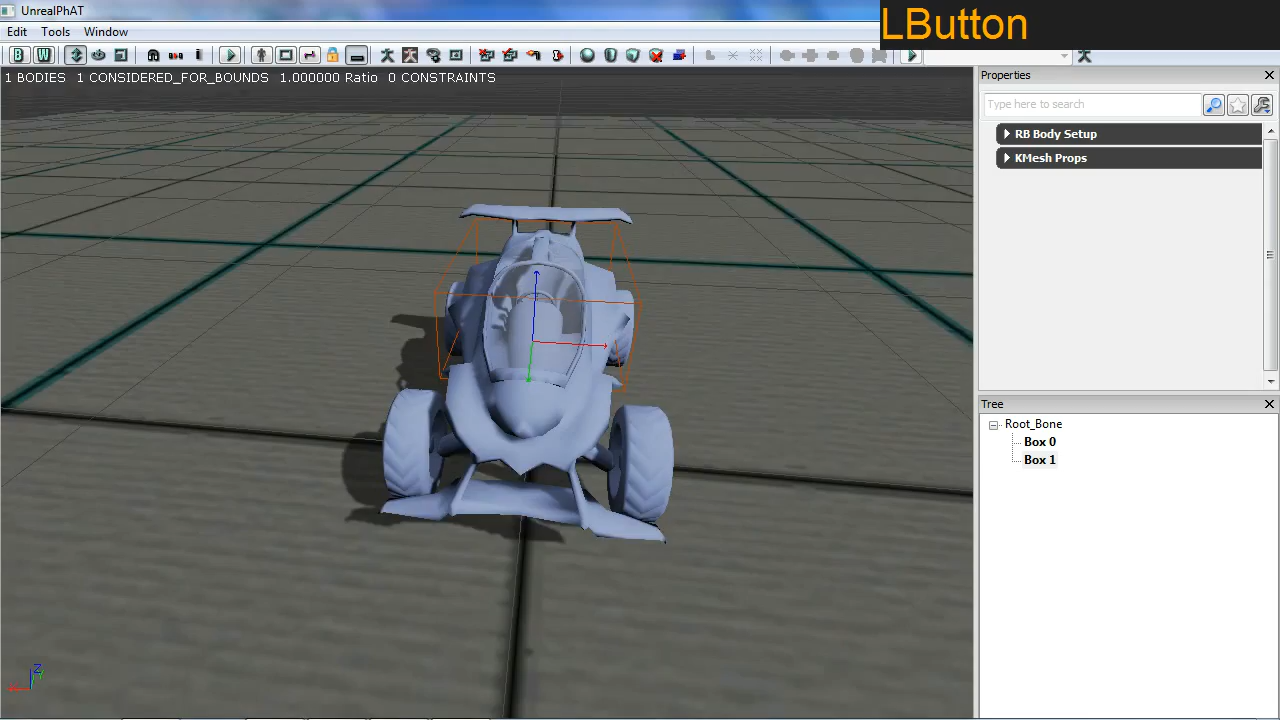 UnrealPhAT
LButton
Edit Tools Window
B W
1 BODIES 1 CONSIDERED_FOR_BOUNDS 1.000000 Ratio 0 CONSTRAINTS
Properties
Type here to search
RB Body Setup
KMesh Props
Tree
Root_Bone
Box 0
Box 1
Z